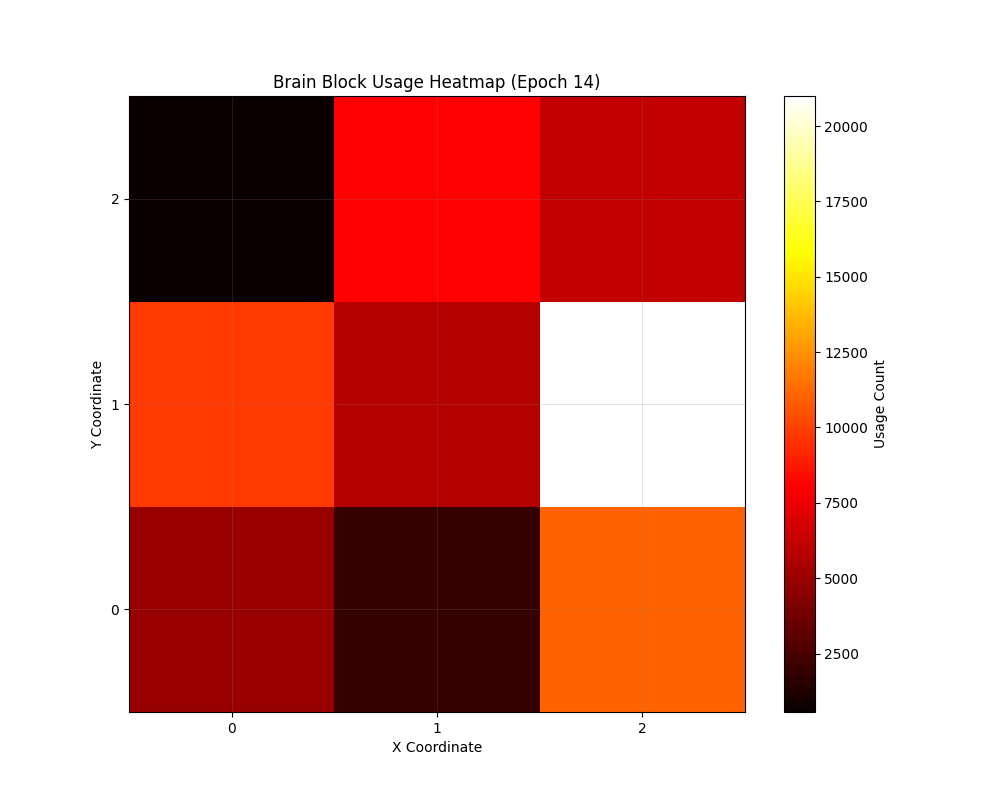 Brain Block Usage Heatmap (Epoch 14)
2
1
0
Y Coordinate
0 1 2
X Coordinate
20000
17500
15000
12500
10000
7500
5000
2500
Usage Count